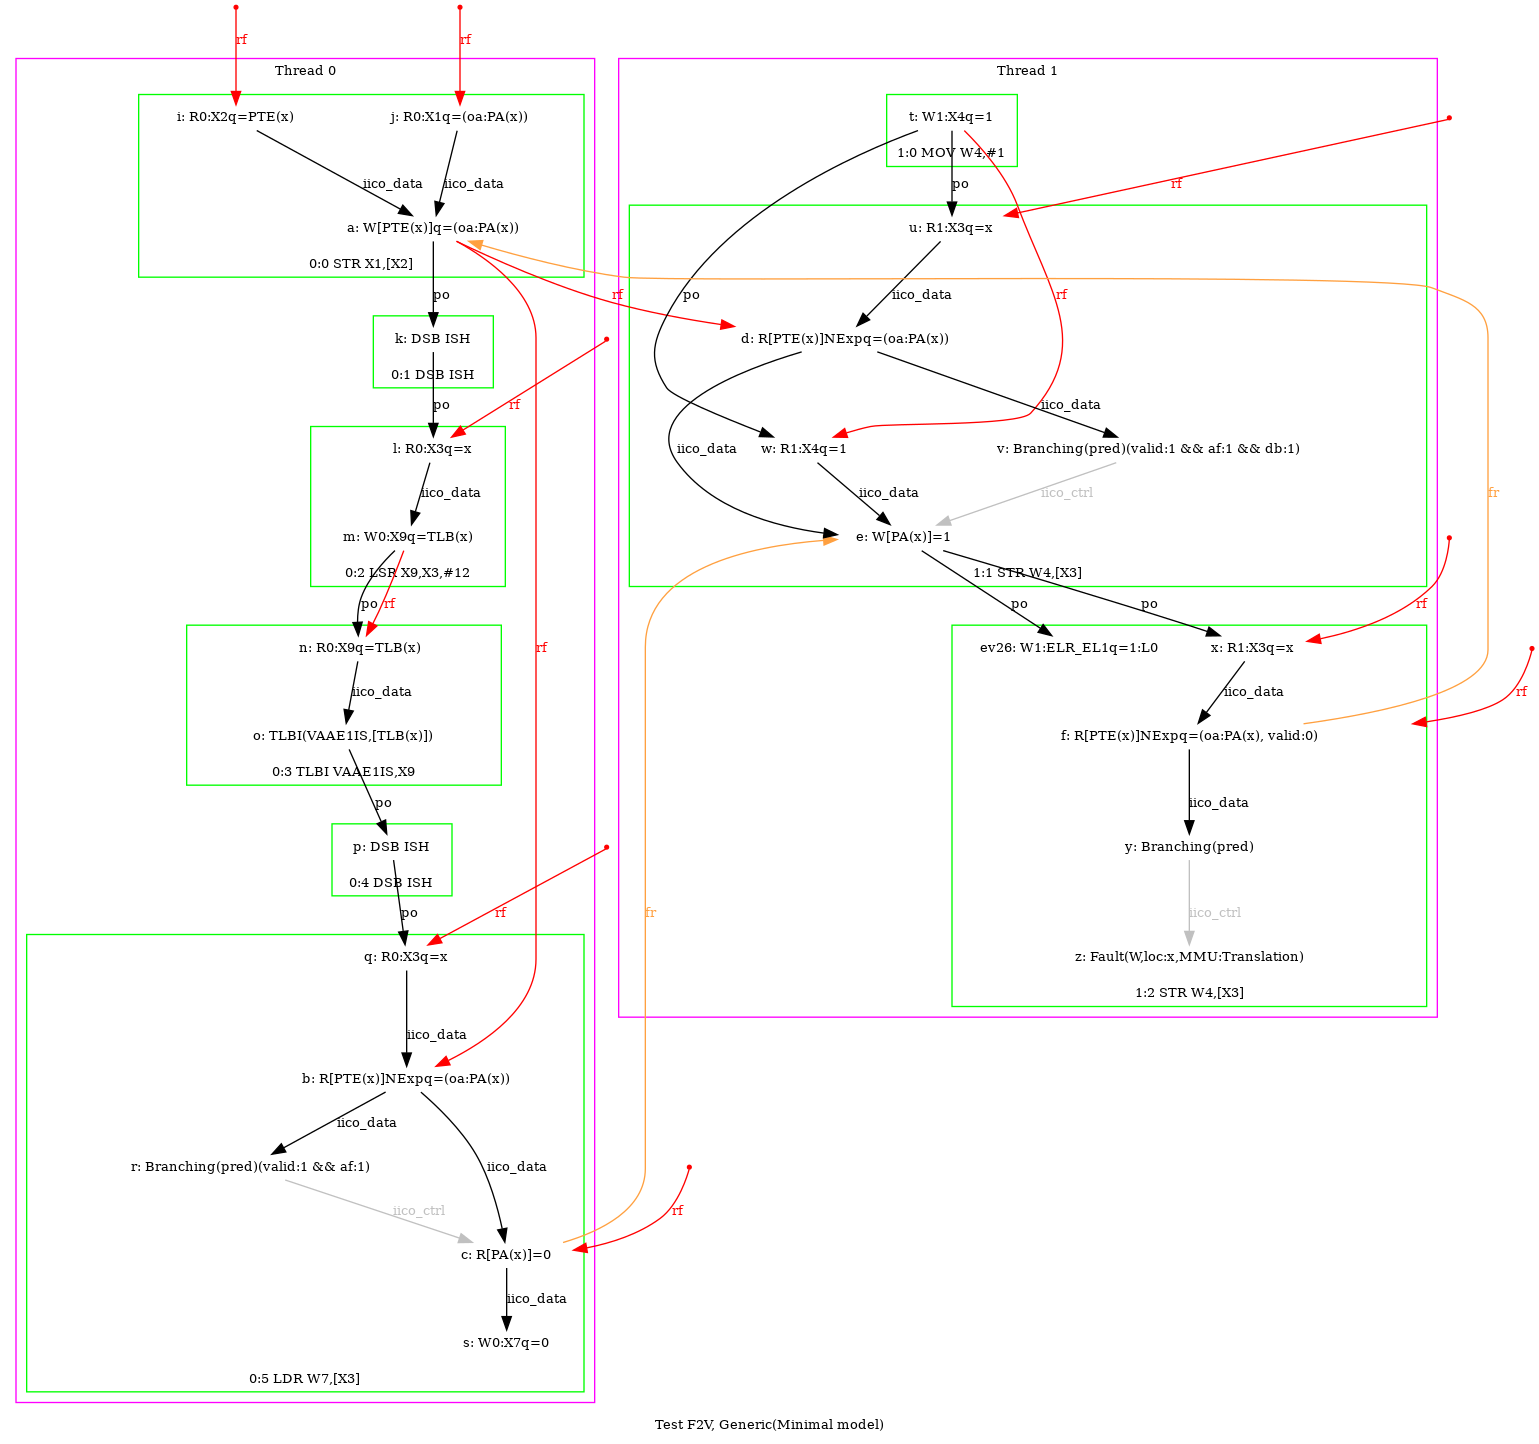 rf
rf
Thread 0
Thread 1
i: R0:X2q=PTE(x)
j: R0:X1q=(oa:PA(x))
t: W1:X4q=1
1:0 MOV W4,#1
iico_data
iico_data
po
rf
a: W[PTE(x)]q=(oa:PA(x))
u: R1:X3q=x
0:0 STR X1,[X2]
po
rf
po
iico_data
rf
k: DSB ISH
d: R[PTE(x)]NExpq=(oa:PA(x))
0:1 DSB ISH
po
rf
iico_data
l: R0:X3q=x
iico_data
w: R1:X4q=1
v: Branching(pred)(valid:1 && af:1 && db:1)
iico_data
iico_data
iico_ctrl
fr
m: W0:X9q=TLB(x)
e: W[PA(x)]=1
0:2 LSR X9,X3,#12
1:1 STR W4,[X3]
po
rf
po
po
rf
n: R0:X9q=TLB(x)
rf
ev26: W1:ELR_EL1q=1:L0
x: R1:X3q=x
iico_data
iico_data
rf
o: TLBI(VAAE1IS,[TLB(x)])
f: R[PTE(x)]NExpq=(oa:PA(x), valid:0)
0:3 TLBI VAAE1IS,X9
po
iico_data
p: DSB ISH
y: Branching(pred)
0:4 DSB ISH
po
rf
fr
iico_ctrl
q: R0:X3q=x
z: Fault(W,loc:x,MMU:Translation)
1:2 STR W4,[X3]
iico_data
b: R[PTE(x)]NExpq=(oa:PA(x))
iico_data
r: Branching(pred)(valid:1 && af:1)
iico_data
iico_ctrl
rf
c: R[PA(x)]=0
iico_data
s: W0:X7q=0
0:5 LDR W7,[X3]
Test F2V, Generic(Minimal model)